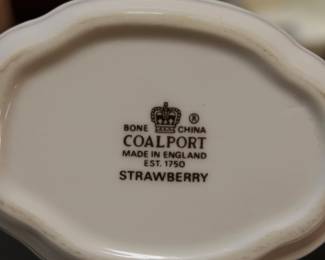 ®
BONE CHINA
COALPORT
MADE IN ENGLAND
EST. 1750
STRAWBERRY